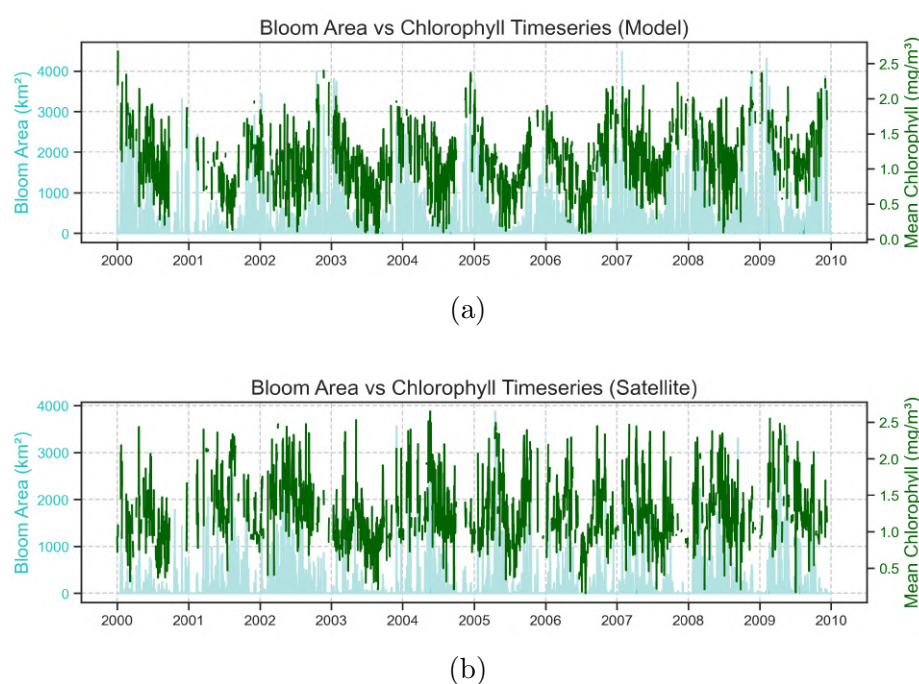 Bloom Area vs Chlorophyll Timeseries (Model)
Bloom Area (km²)
4000
3000
2000
1000
0
2.5
2.0
1.5
1.0
0.5
0.0
Mean Chlorophyll (mg/m³)
2000 2001 2002 2003 2004 2005 2006 2007 2008 2009 2010
(a)
Bloom Area vs Chlorophyll Timeseries (Satellite)
Bloom Area (km²)
4000
3000
2000
1000
0
2.5
2.0
1.5
1.0
0.5
Mean Chlorophyll (mg/m³)
2000 2001 2002 2003 2004 2005 2006 2007 2008 2009 2010
(b)